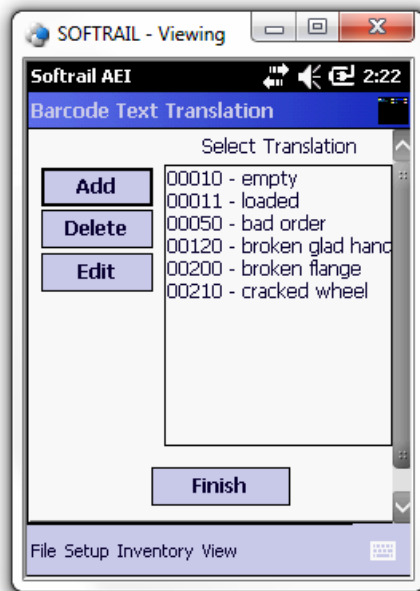 SOFTRAIL - Viewing
Softrail AEI 2:22
Barcode Text Translation
Select Translation
Add
Delete
Edit
00010 - empty
00011 - loaded
00050 - bad order
00120 - broken glad hand
00200 - broken flange
00210 - cracked wheel
Finish
File Setup Inventory View